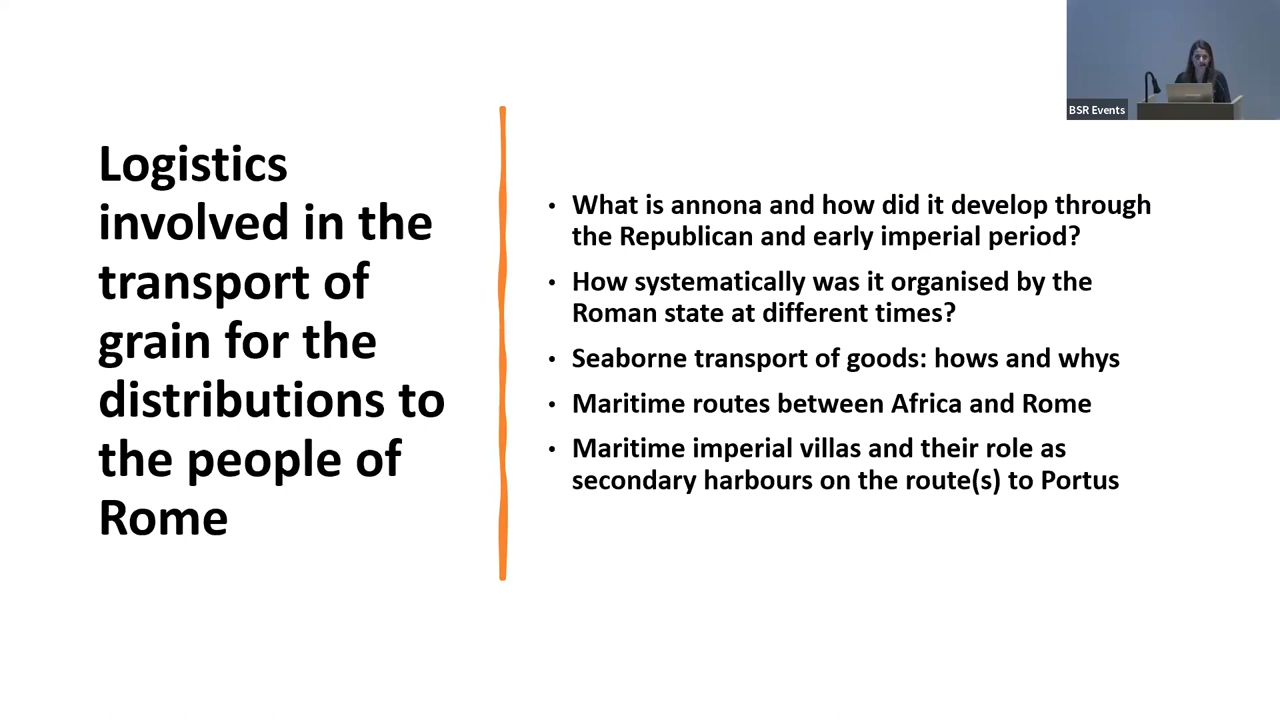 Logistics
involved in the
transport of
grain for the
distributions to
the people of
Rome
• What is annona and how did it develop through
the Republican and early imperial period?
• How systematically was it organised by the
Roman state at different times?
• Seaborne transport of goods: hows and whys
• Maritime routes between Africa and Rome
• Maritime imperial villas and their role as
secondary harbours on the route(s) to Portus
BSR Events